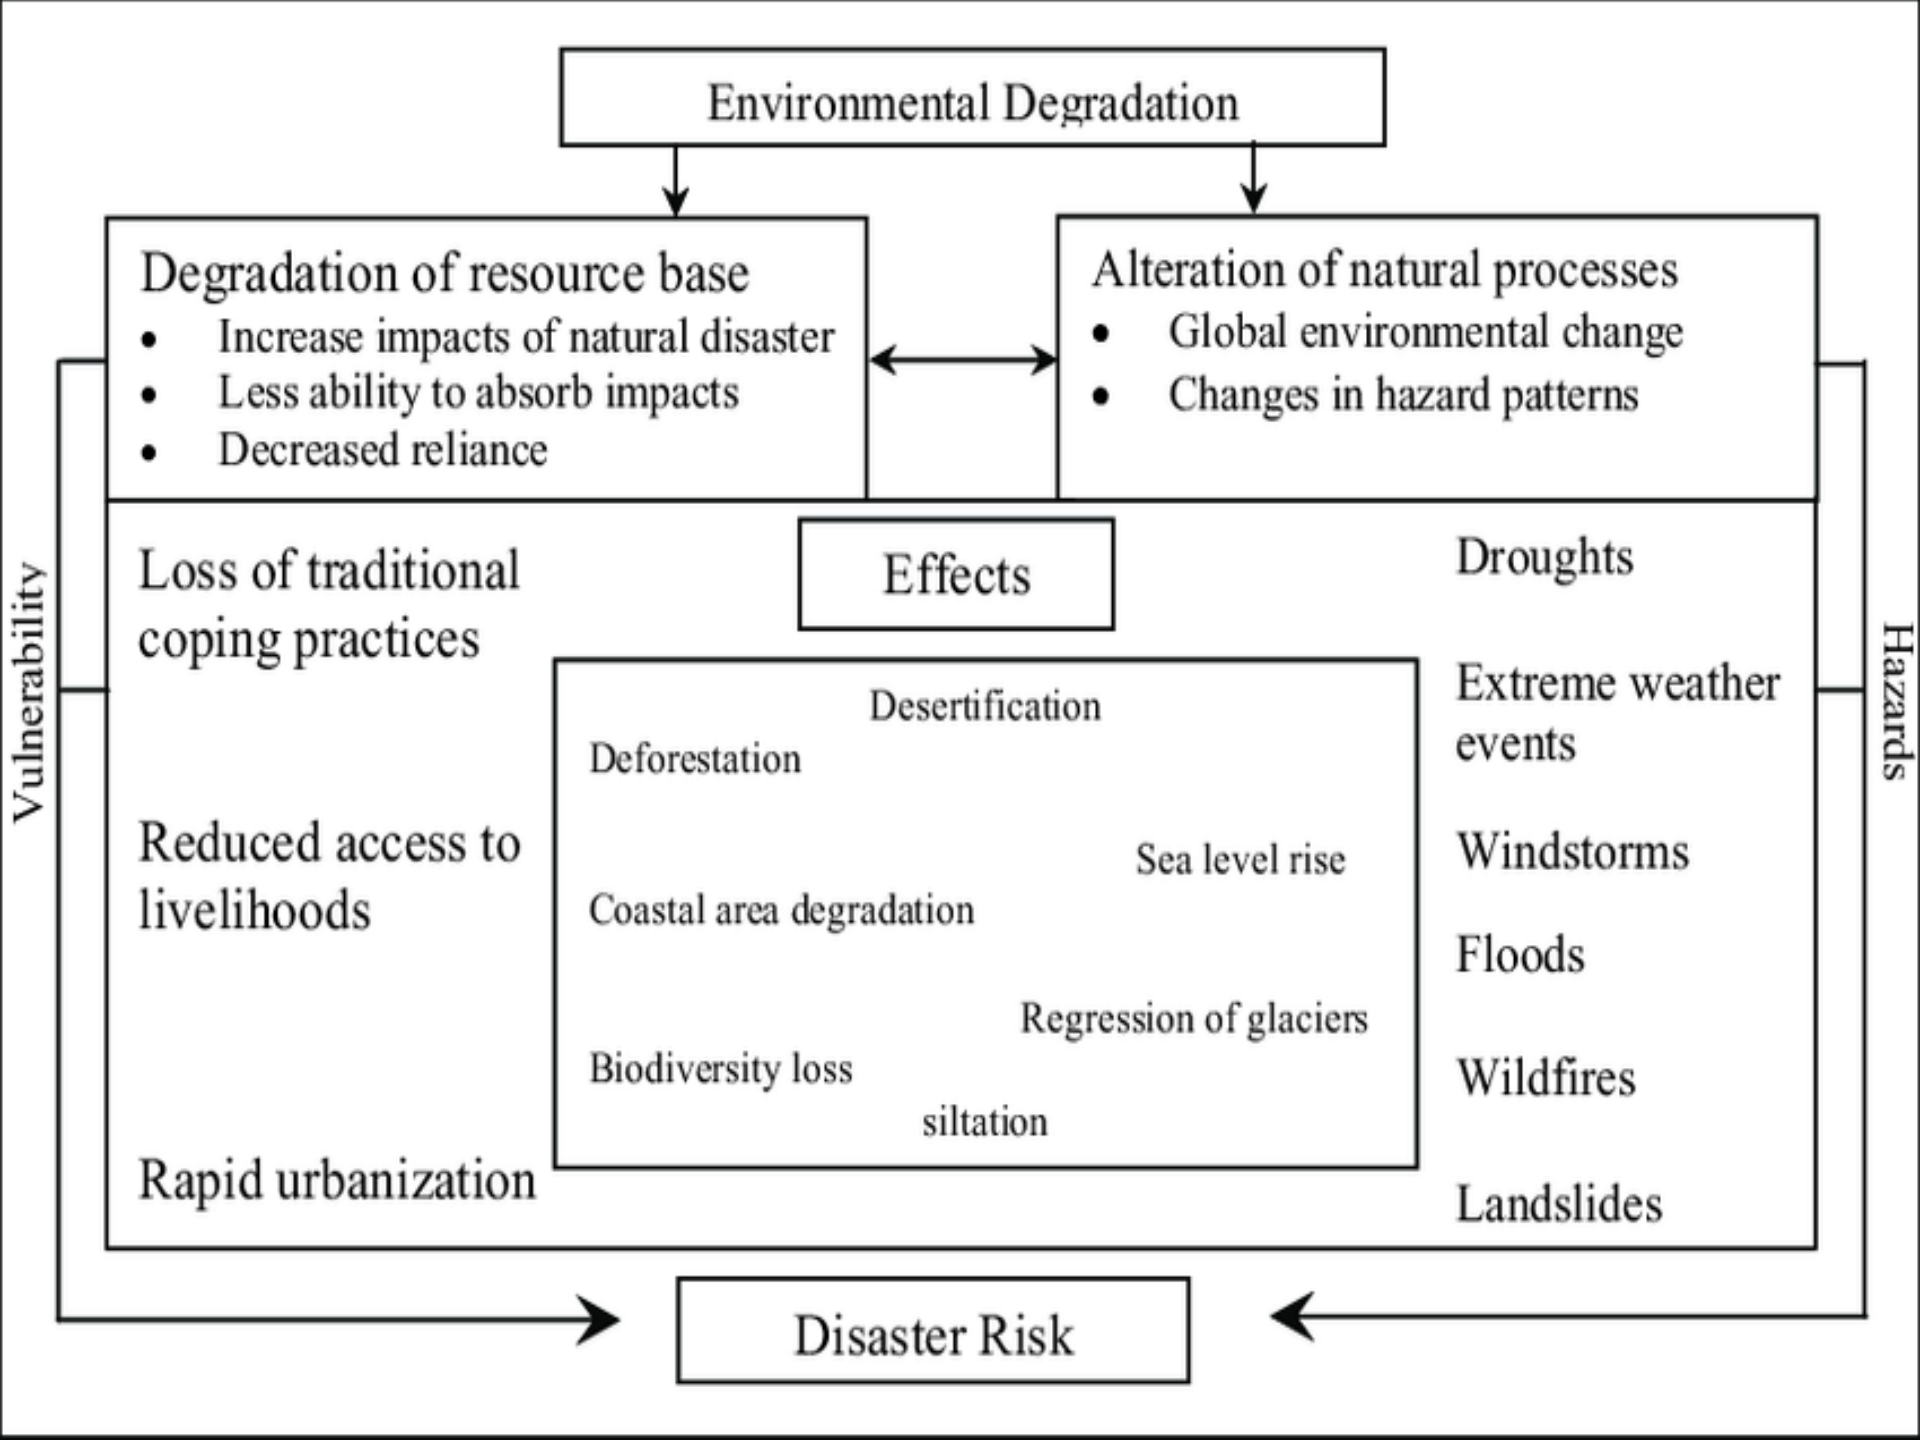 Environmental Degradation
Degradation of resource base
• Increase impacts of natural disaster
• Less ability to absorb impacts
• Decreased reliance
Alteration of natural processes
• Global environmental change
• Changes in hazard patterns
Vulnerability
Loss of traditional
coping practices
Reduced access to
livelihoods
Rapid urbanization
Effects
Desertification
Deforestation
Sea level rise
Coastal area degradation
Regression of glaciers
Biodiversity loss
siltation
Droughts
Extreme weather
events
Windstorms
Floods
Wildfires
Landslides
Hazards
Disaster Risk